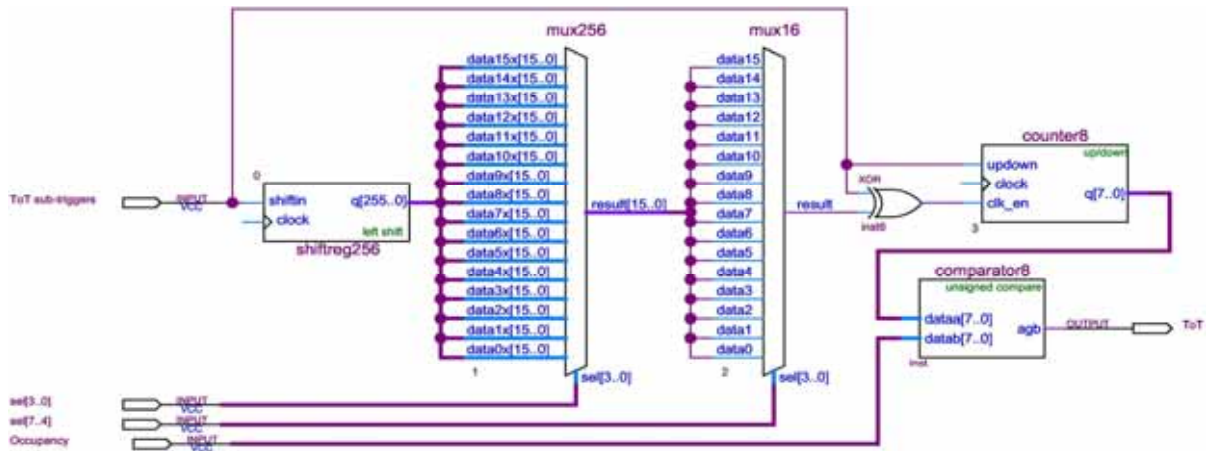 mux256
mux16
data15x[15..0]
data14x[15..0]
data13x[15..0]
data12x[15..0]
data11x[15..0]
data10x[15..0]
data9x[15..0]
data8x[15..0]
data7x[15..0]
data6x[15..0]
data5x[15..0]
data4x[15..0]
data3x[15..0]
data2x[15..0]
data1x[15..0]
data0x[15..0]
result[15..0]
sel[3..0]
1
data15
data14
data13
data12
data11
data10
data9
data8
data7
data6
data5
data4
data3
data2
data1
data0
result
sel[3..0]
2
counter8
up/down
updown
clock
clk_en
q[7..0]
3
XOR
inst9
0
ToT sub-triggers
INPUT
VCC
shiftin
clock
q[255..0]
left shift
shiftreg256
comparator8
unsigned compare
dataa[7..0]
datab[7..0]
agb
inst
OUTPUT
ToT
sel[3..0]
INPUT
VCC
sel[7..4]
INPUT
VCC
Occupancy
INPUT
VCC